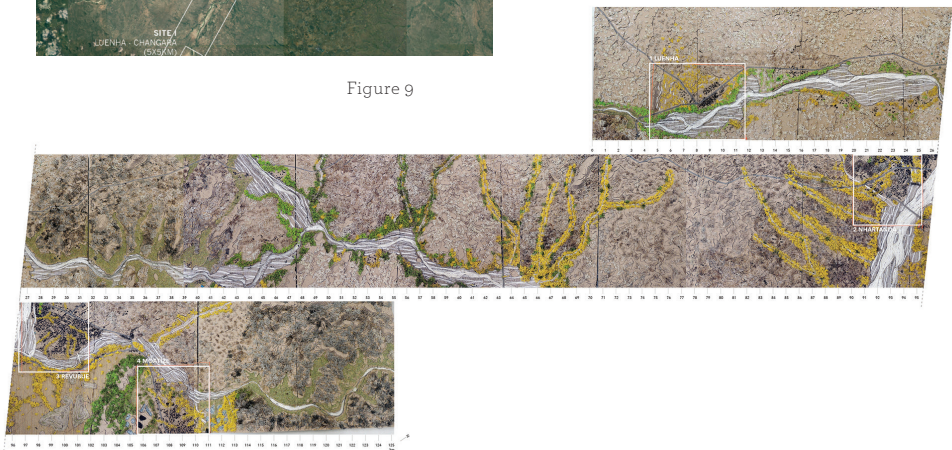 SITE 1
LUENHA - CHANGARA
(5X5KM)
Figure 9
1 LUENHA
0 1 2 3 4 5 6 7 8 9 10 11 12 13 14 15 16 17 18 19 20 21 22 23 24 25 26
2 NHARTANDA
27 28 29 30 31 32 33 34 35 36 37 38 39 40 41 42 43 44 45 46 47 48 49 50 51 52 53 54 55 56 57 58 59 60 61 62 63 64 65 66 67 68 69 70 71 72 73 74 75 76 77 78 79 80 81 82 83 84 85 86 87 88 89 90 91 92 93 94 95
3 REVUBUE
4 MOATIZE
96 97 98 99 100 101 102 103 104 105 106 107 108 109 110 111 112 113 114 115 116 117 118 119 120 121 122 123 124 125